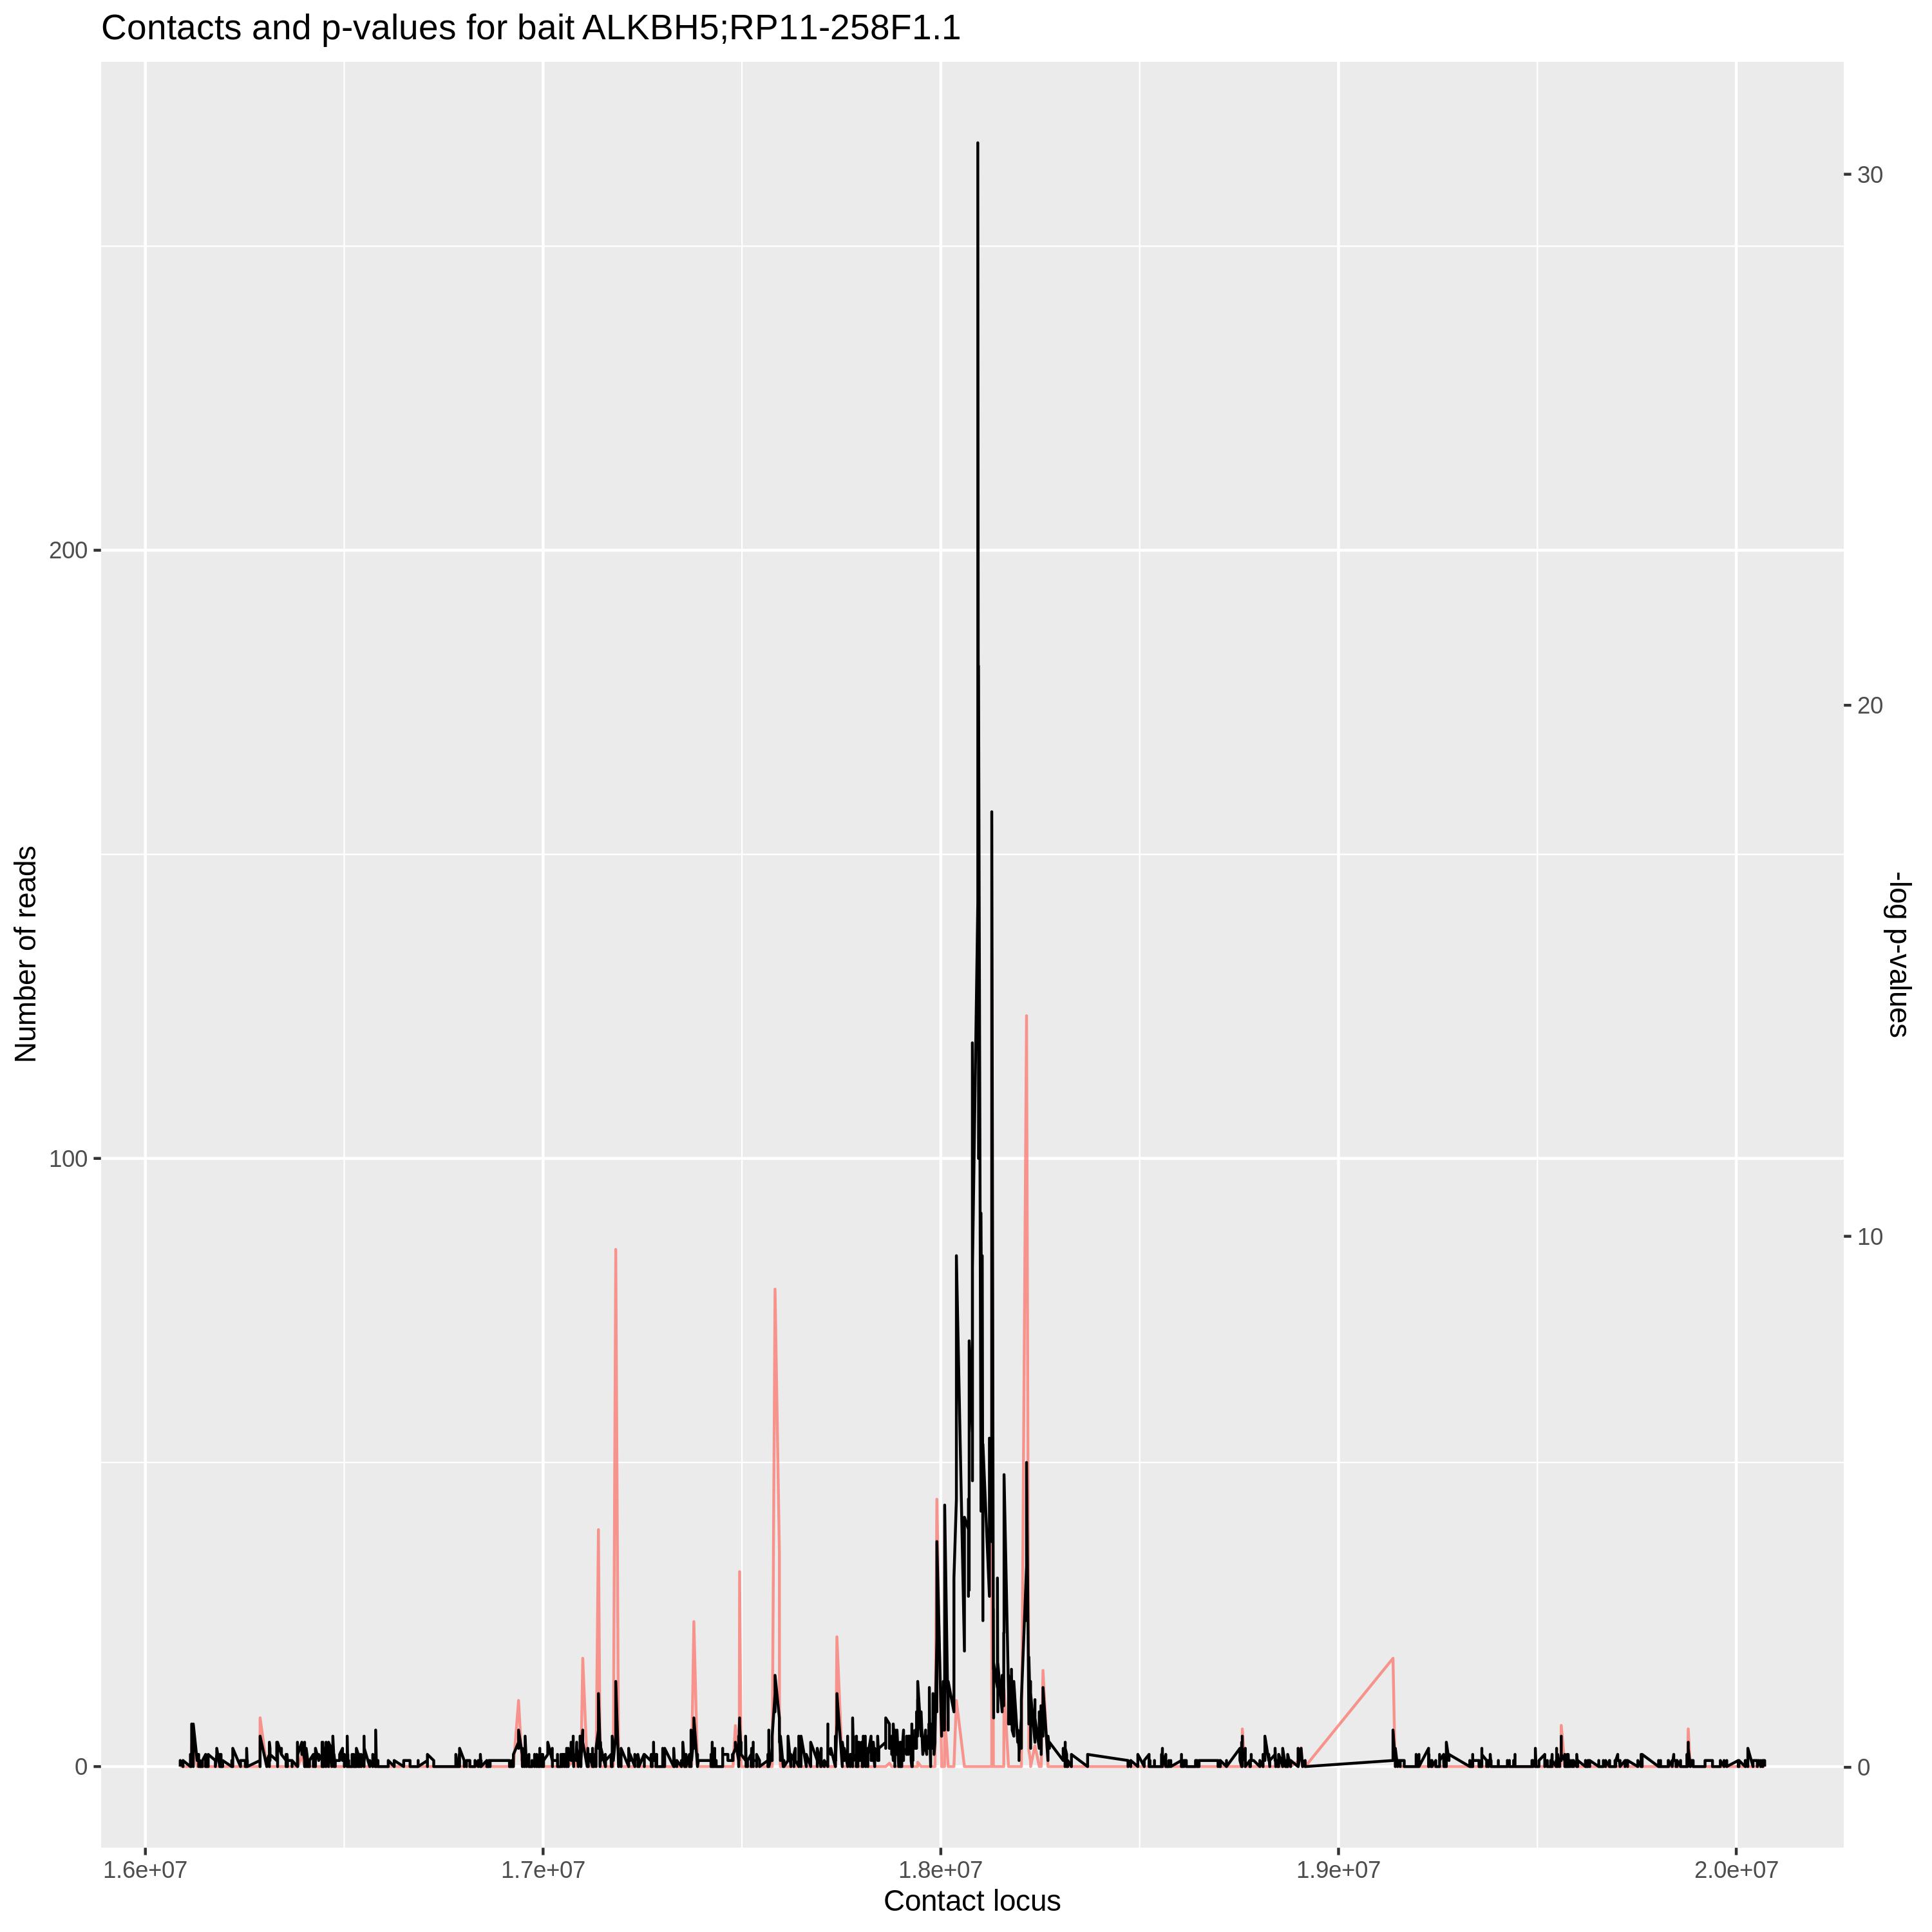 Contacts and p-values for bait ALKBH5;RP11-258F1.1
Number of reads
200
100
0
30
20
10
0
-log p-values
1.6e+07 1.7e+07 1.8e+07 1.9e+07 2.0e+07
Contact locus